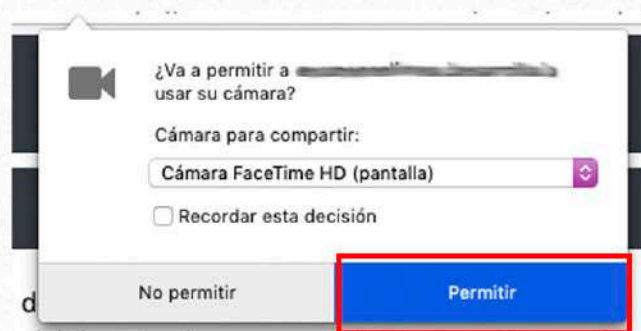 ¿Va a permitir a
usar su cámara?
Cámara para compartir:
Cámara FaceTime HD (pantalla)
Recordar esta decisión
No permitir
Permitir
d